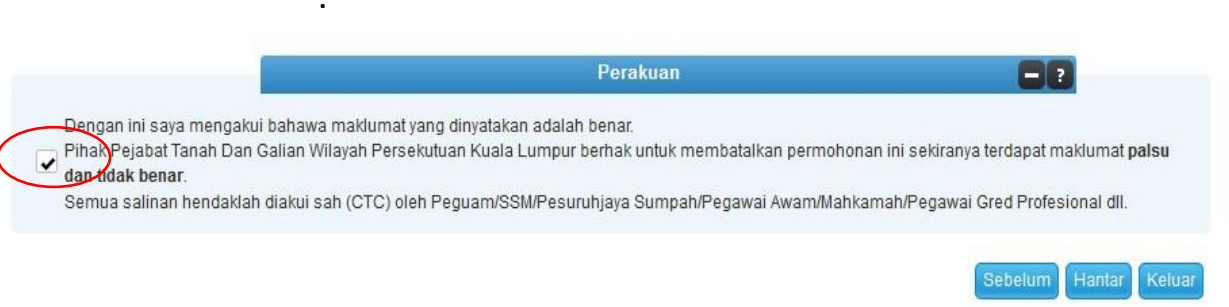 Perakuan
Dengan ini saya mengakui bahawa maklumat yang dinyatakan adalah benar.
Pihak Pejabat Tanah Dan Galian Wilayah Persekutuan Kuala Lumpur berhak untuk membatalkan permohonan ini sekiranya terdapat maklumat palsu
dan tidak benar.
Semua salinan hendaklah diakui sah (CTC) oleh Peguam/SSM/Pesuruhjaya Sumpah/Pegawai Awam/Mahkamah/Pegawai Gred Profesional dll.
Sebelum Hantar Keluar